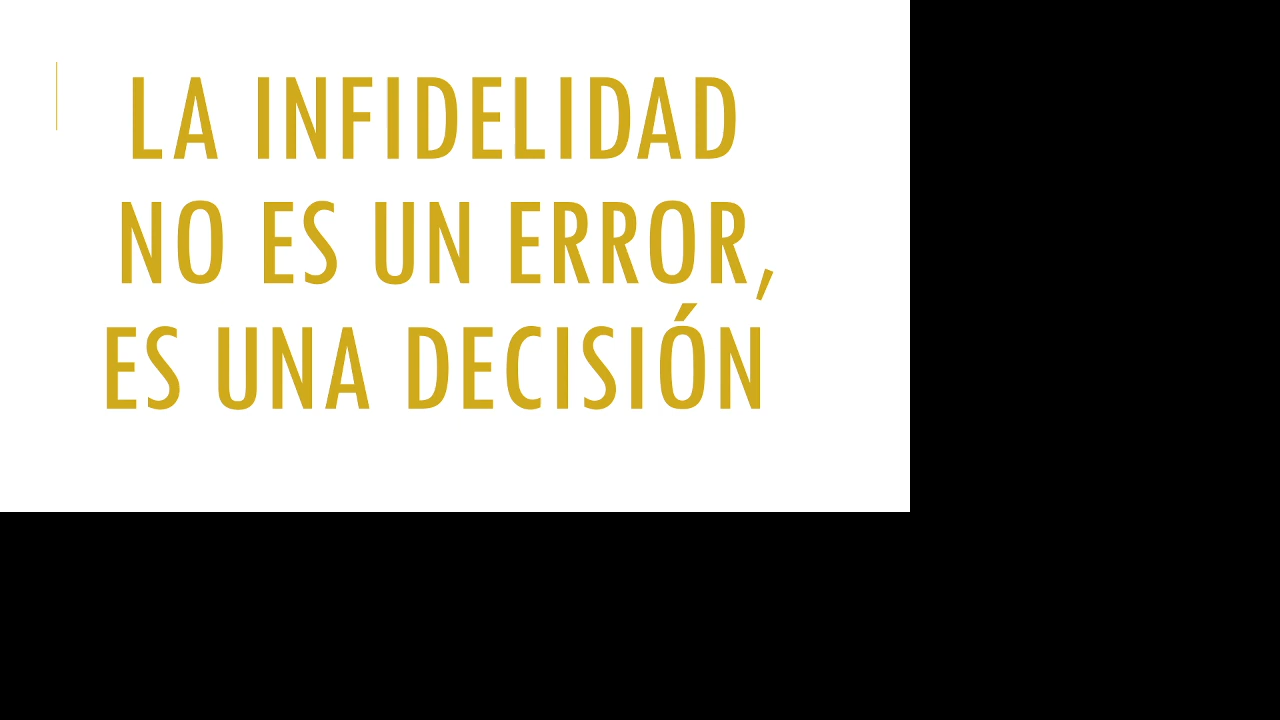 LA INFIDELIDAD
NO ES UN ERROR,
ES UNA DECISIÓN